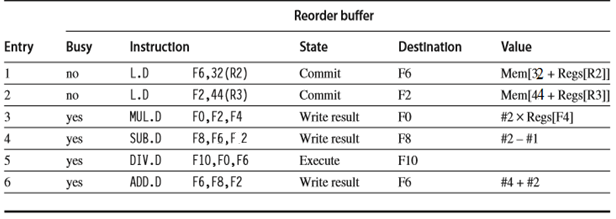 Reorder buffer
Entry Busy Instruction State Destination Value
1 no L.D F6,32(R2) Commit F6 Mem[32 + Regs[R2]]
2 no L.D F2,44(R3) Commit F2 Mem[44 + Regs[R3]]
3 yes MUL.D F0,F2,F4 Write result F0 #2 × Regs[F4]
4 yes SUB.D F8,F6,F 2 Write result F8 #2 – #1
5 yes DIV.D F10,F0,F6 Execute F10
6 yes ADD.D F6,F8,F2 Write result F6 #4 + #2